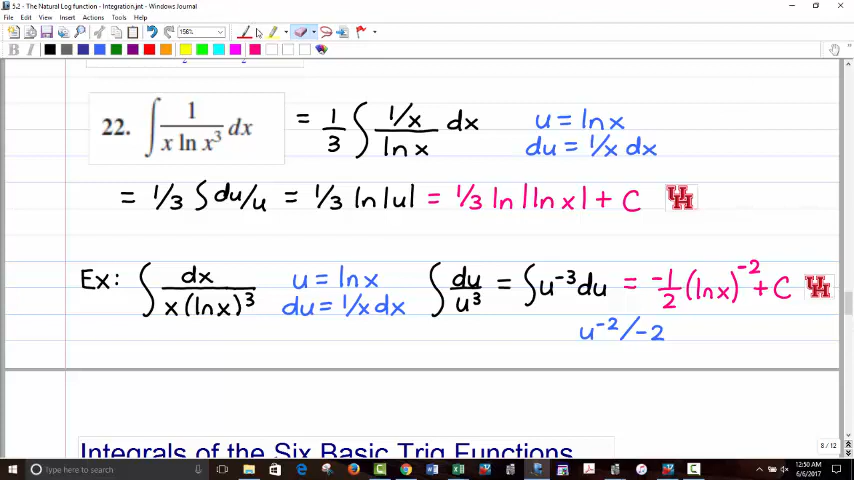 5.2 - The Natural Log function - Integration.jnt - Windows Journal
File Edit View Insert Actions Tools Help
156%
B I
22. ∫ 1/(x ln x³) dx = 1/3 ∫ (1/x)/(ln x) dx u = ln x
du = 1/x dx
= 1/3 ∫ du/u = 1/3 ln |u| = 1/3 ln |ln x| + C UH
Ex: ∫ dx/(x(ln x)³) u = ln x ∫ du/u³ = ∫ u⁻³ du = -1/2 (ln x)⁻² + C UH
du = 1/x dx
u⁻²/-2
Integrals of the Six Basic Trig Functions
8 / 12
Type here to search
12:50 AM
6/6/2017